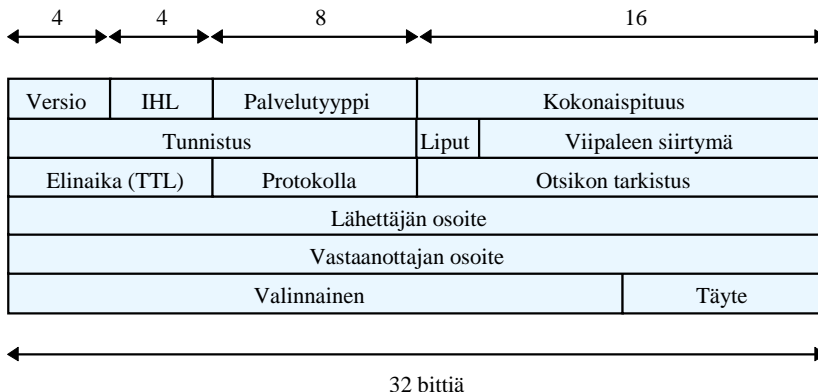 4 4 8 16
Versio IHL Palvelutyyppi Kokonaispituus
Tunnistus Liput Viipaleen siirtymä
Elinaika (TTL) Protokolla Otsikon tarkistus
Lähettäjän osoite
Vastaanottajan osoite
Valinnainen Täyte
32 bittiä